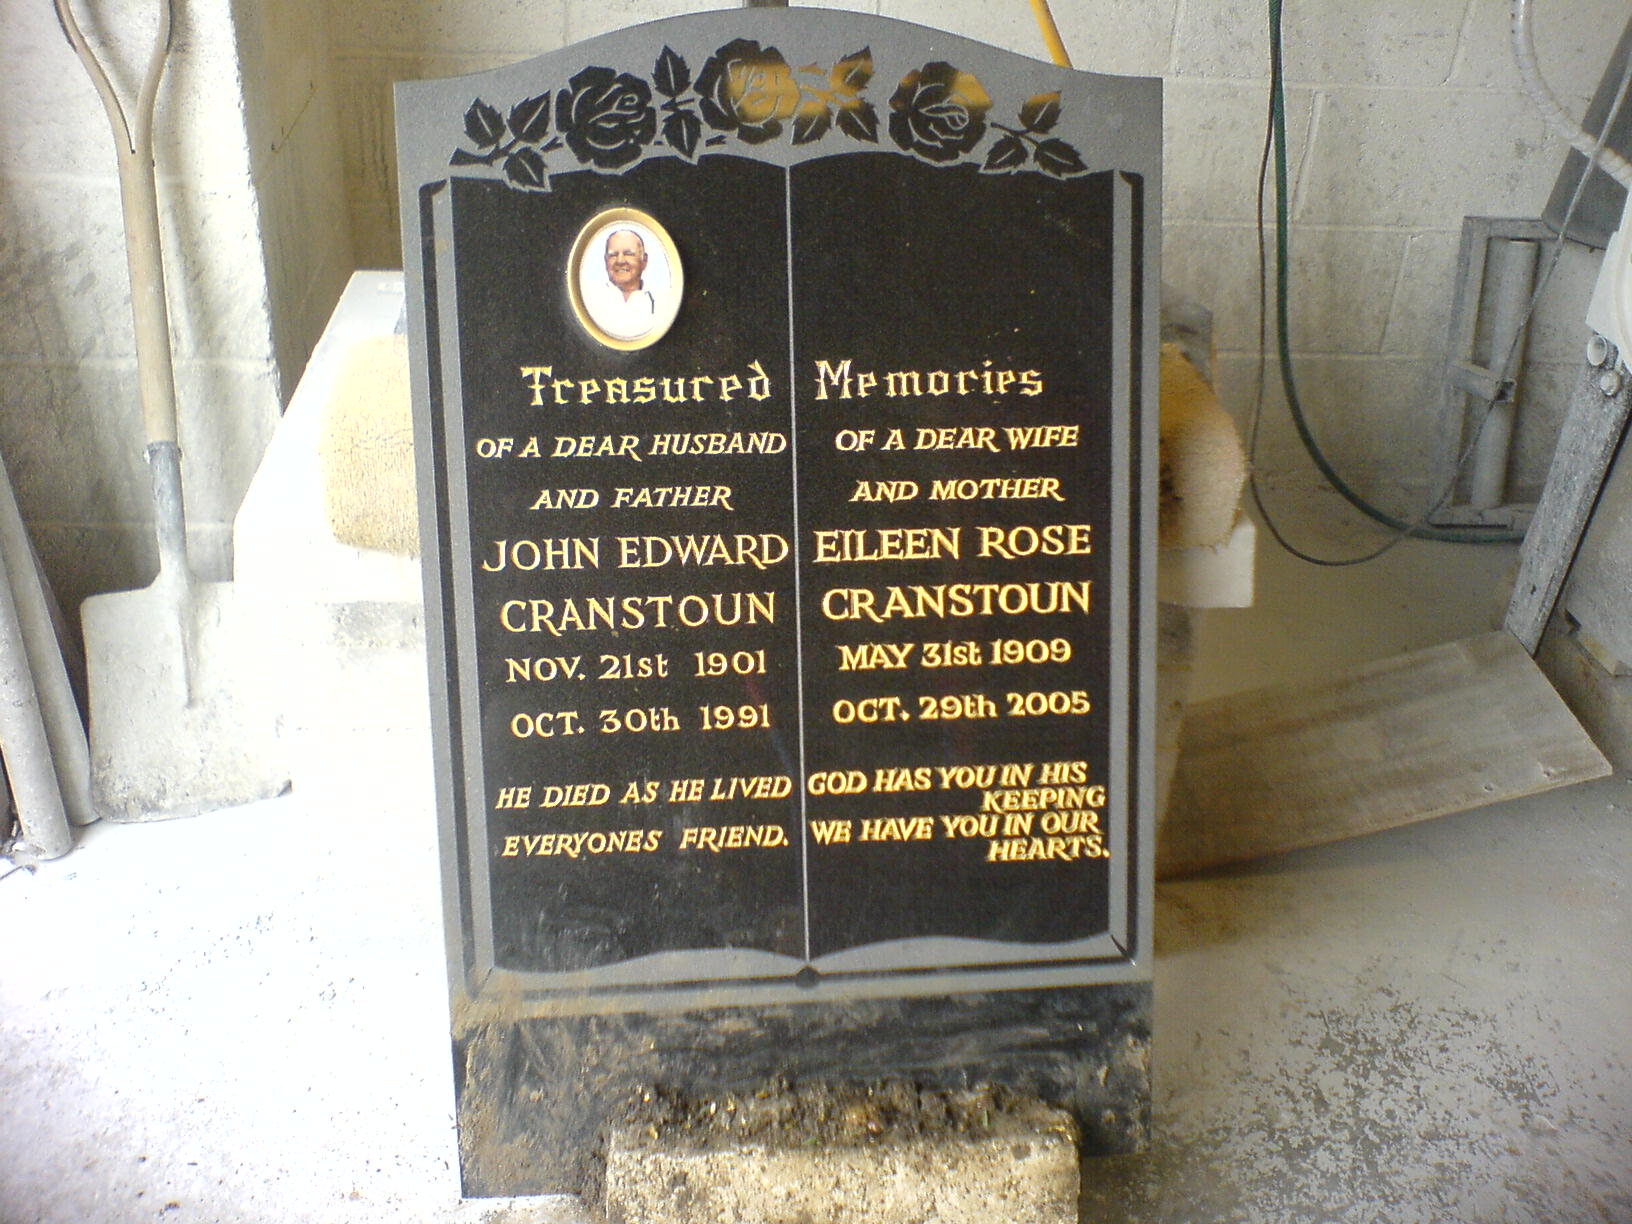 Treasured Memories
OF A DEAR HUSBAND
AND FATHER
JOHN EDWARD
CRANSTOUN
NOV. 21st 1901
OCT. 30th 1991
HE DIED AS HE LIVED
EVERYONES FRIEND.
OF A DEAR WIFE
AND MOTHER
EILEEN ROSE
CRANSTOUN
MAY 31st 1909
OCT. 29th 2005
GOD HAS YOU IN HIS
KEEPING
WE HAVE YOU IN OUR
HEARTS.